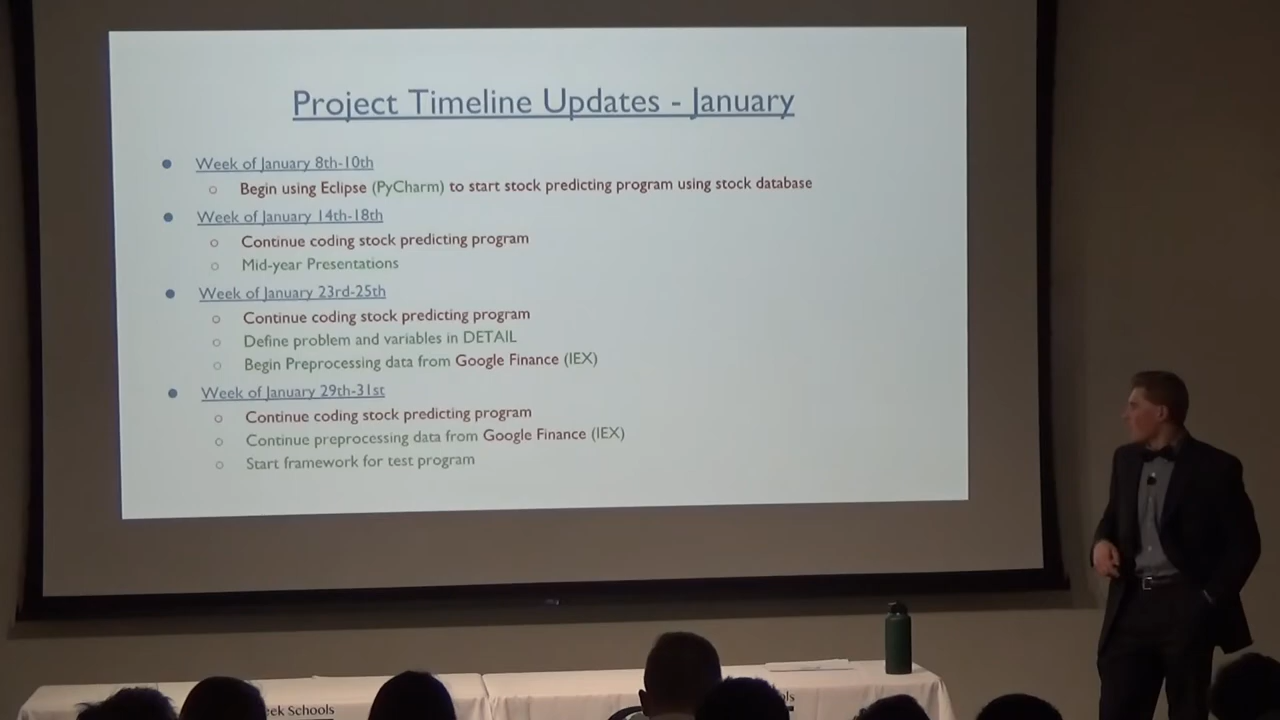 Project Timeline Updates - January
Week of January 8th-10th
Begin using Eclipse (PyCharm) to start stock predicting program using stock database
Week of January 14th-18th
Continue coding stock predicting program
Mid-year Presentations
Week of January 23rd-25th
Continue coding stock predicting program
Define problem and variables in DETAIL
Begin Preprocessing data from Google Finance (IEX)
Week of January 29th-31st
Continue coding stock predicting program
Continue preprocessing data from Google Finance (IEX)
Start framework for test program
Schools